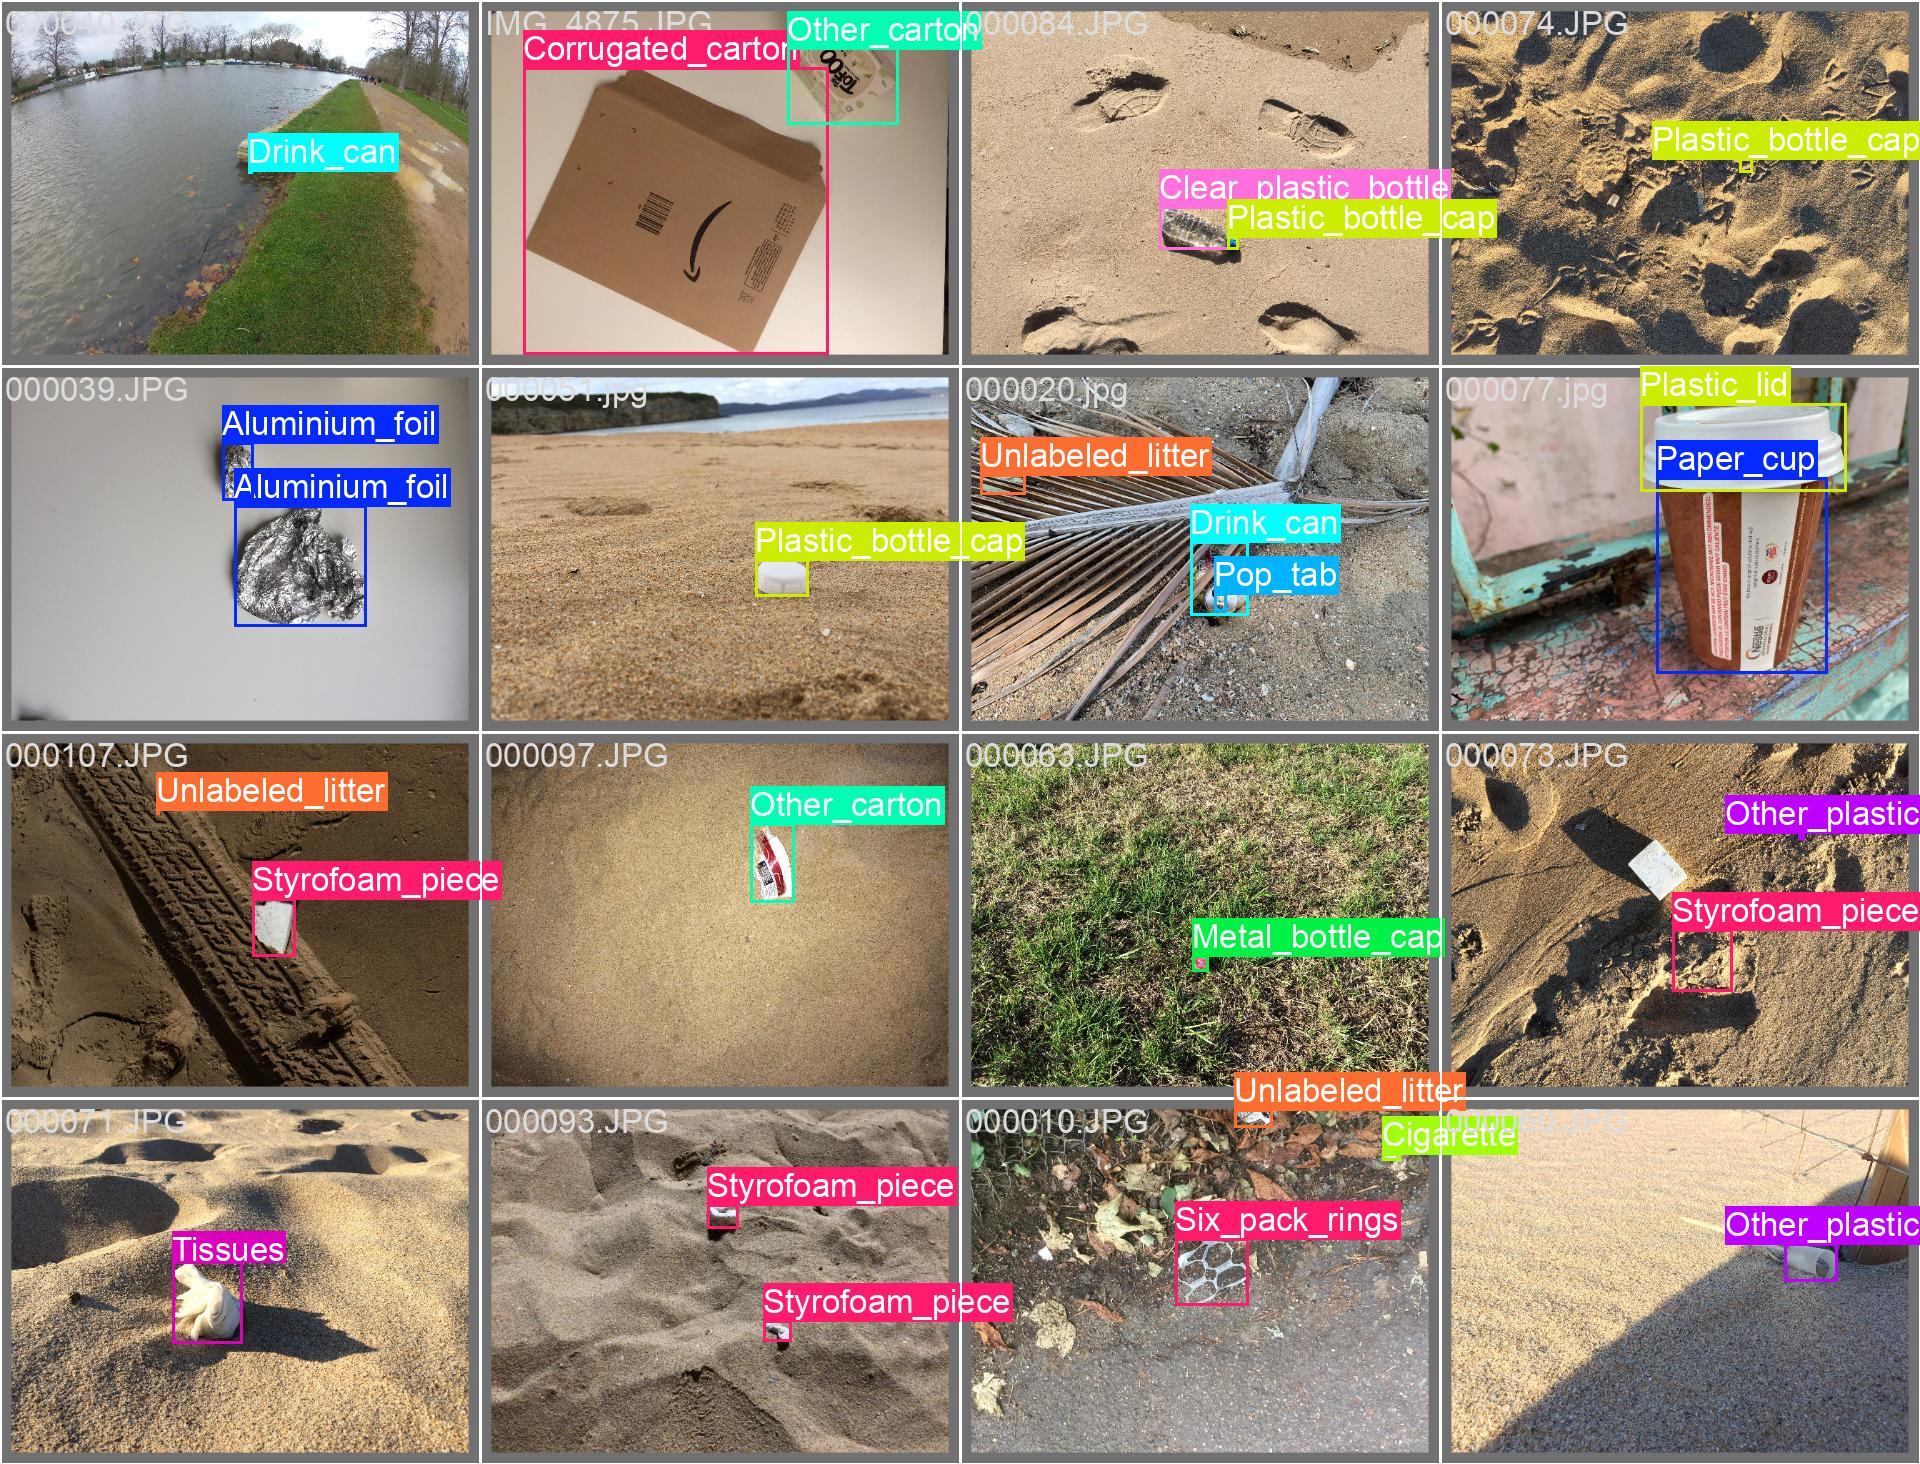 000040.JPG
Drink_can
IMG_4875.JPG
Corrugated_carton
Other_carton
TOFOO
000084.JPG
Clear_plastic_bottle
Plastic_bottle_cap
000074.JPG
Plastic_bottle_cap
000039.JPG
Aluminium_foil
Aluminium_foil
000051.jpg
Plastic_bottle_cap
000020.jpg
Unlabeled_litter
Drink_can
Pop_tab
000077.jpg
Plastic_lid
Paper_cup
Nestlé
000107.JPG
Unlabeled_litter
Styrofoam_piece
000097.JPG
Other_carton
000063.JPG
Metal_bottle_cap
000073.JPG
Other_plastic
Styrofoam_piece
000071.JPG
Tissues
000093.JPG
Styrofoam_piece
Styrofoam_piece
000010.JPG
Unlabeled_litter
Cigarette
Six_pack_rings
Other_plastic